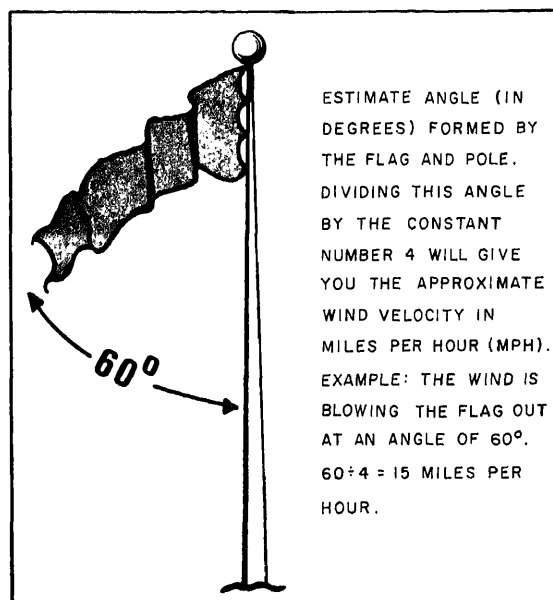 ESTIMATE ANGLE (IN
DEGREES) FORMED BY
THE FLAG AND POLE.
DIVIDING THIS ANGLE
BY THE CONSTANT
NUMBER 4 WILL GIVE
YOU THE APPROXIMATE
WIND VELOCITY IN
MILES PER HOUR (MPH).
EXAMPLE: THE WIND IS
BLOWING THE FLAG OUT
AT AN ANGLE OF 60°.
60÷4 = 15 MILES PER
HOUR.
60°